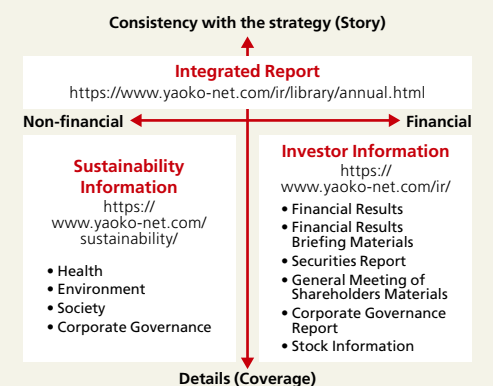 Consistency with the strategy (Story)
Integrated Report
https://www.yaoko-net.com/ir/library/annual.html
Non-financial
Financial
Sustainability
Information
https://
www.yaoko-net.com/
sustainability/
• Health
• Environment
• Society
• Corporate Governance
Investor Information
https://
www.yaoko-net.com/ir/
• Financial Results
• Financial Results
Briefing Materials
• Securities Report
• General Meeting of
Shareholders Materials
• Corporate Governance
Report
• Stock Information
Details (Coverage)